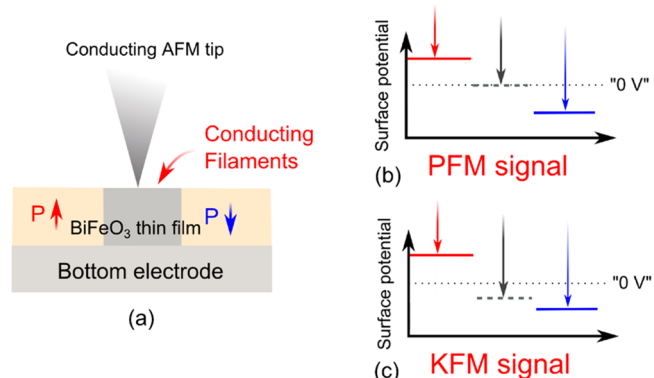 Conducting AFM tip
Conducting
Filaments
P
P
BiFeO₃ thin film
Bottom electrode
(a)
Surface potential
"0 V"
(b)
PFM signal
Surface potential
"0 V"
(c)
KFM signal